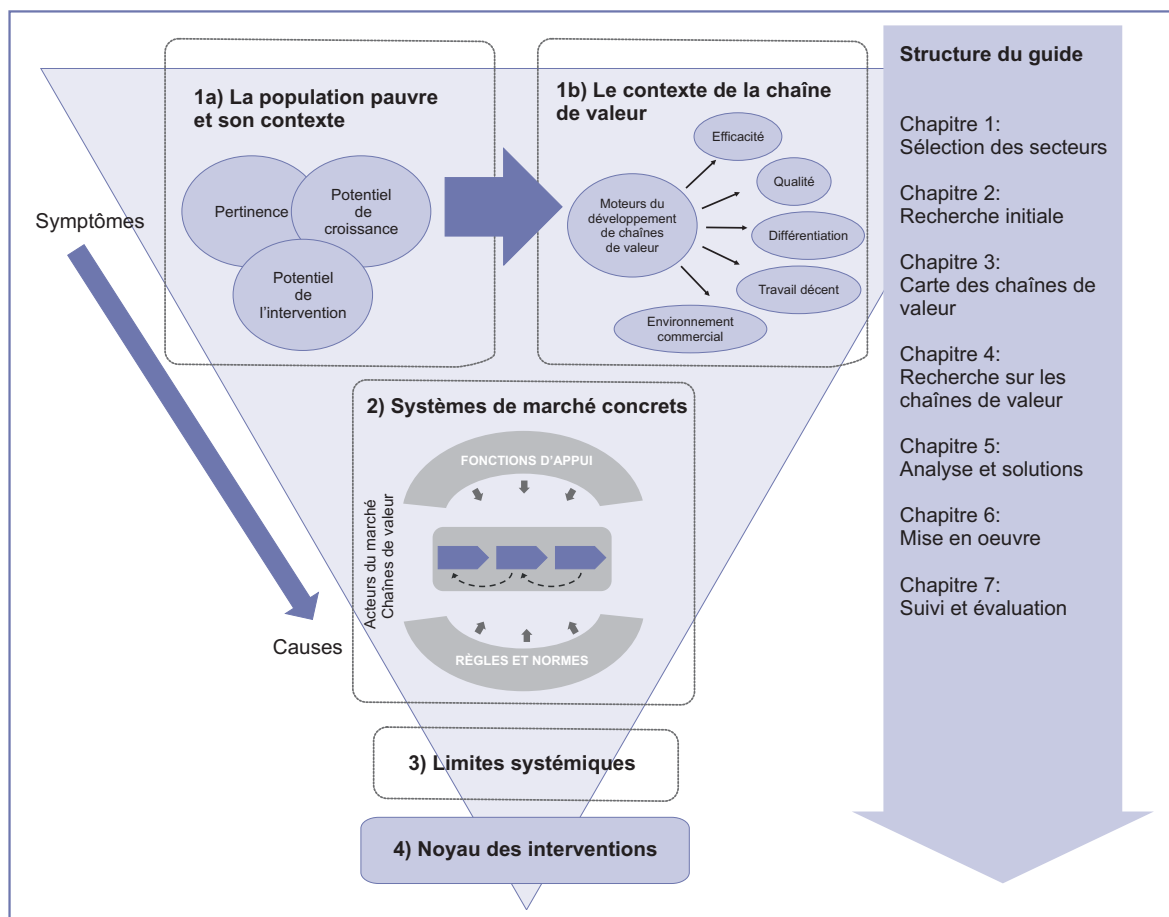 1a) La population pauvre
et son contexte
Pertinence
Potentiel
de
croissance
Potentiel
de
l'intervention
1b) Le contexte de la chaîne
de valeur
Moteurs du
développement
de chaînes
de valeur
Efficacité
Qualité
Différentiation
Travail décent
Environnement
commercial
Symptômes
Causes
2) Systèmes de marché concrets
Acteurs du marché
Chaînes de valeur
FONCTIONS D'APPUI
RÈGLES ET NORMES
3) Limites systémiques
4) Noyau des interventions
Structure du guide
Chapitre 1:
Sélection des secteurs
Chapitre 2:
Recherche initiale
Chapitre 3:
Carte des chaînes de
valeur
Chapitre 4:
Recherche sur les
chaînes de valeur
Chapitre 5:
Analyse et solutions
Chapitre 6:
Mise en oeuvre
Chapitre 7:
Suivi et évaluation